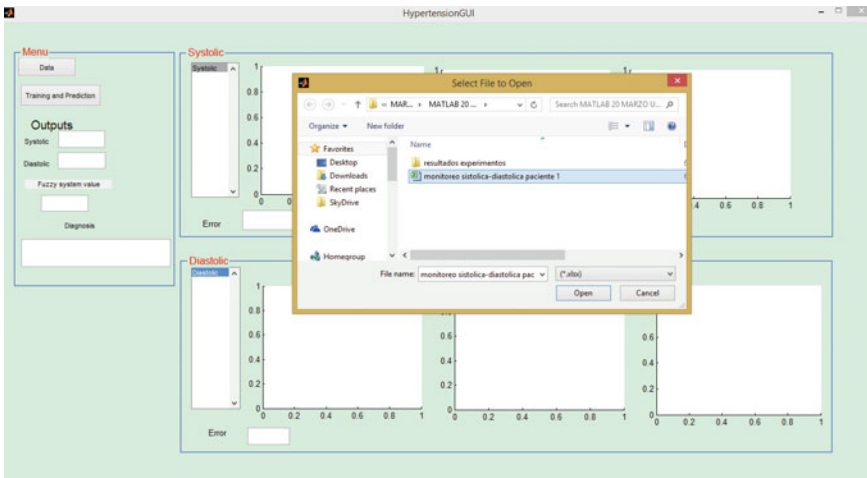 HypertensionGUI
Menu
Data
Training and Prediction
Outputs
Systolic
Diastolic
Fuzzy system value
Diagnosis
Systolic
Systolic
1
0.8
0.6
0.4
0.2
0
0
Error
1
1
.4 0.6 0.8 1
Select File to Open
« MAR... › MATLAB 20 ... ›
Search MATLAB 20 MARZO U...
Organize
New folder
Favorites
Desktop
Downloads
Recent places
SkyDrive
OneDrive
Homegroup
Name
resultados experimentos
monitoreo sistolica-diastolica paciente 1
File name: monitoreo sistolica-diastolica pac
(*.xlsx)
Open
Cancel
Diastolic
Diastolic
1
0.8
0.6
0.4
0.2
0
0 0.2 0.4 0.6 0.8 1
0.6
0.4
0.2
0
0 0.2 0.4 0.6 0.8 1
0.6
0.4
0.2
0
0 0.2 0.4 0.6 0.8 1
Error